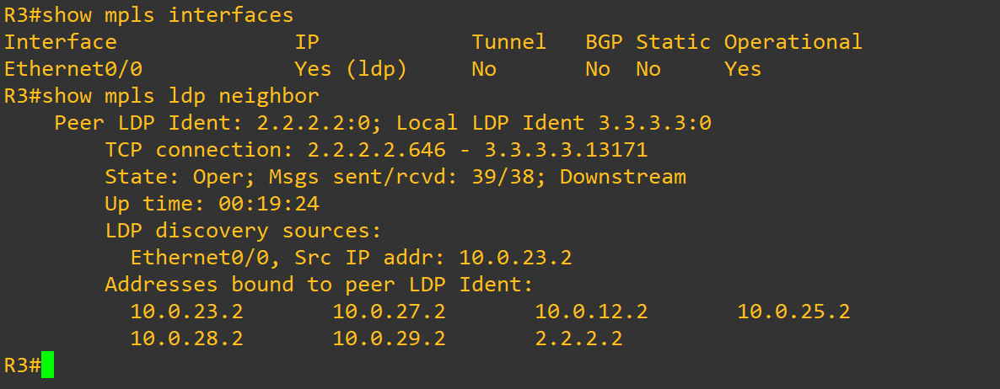 R3#show mpls interfaces
Interface              IP            Tunnel   BGP Static Operational
Ethernet0/0            Yes (ldp)     No       No  No     Yes
R3#show mpls ldp neighbor
    Peer LDP Ident: 2.2.2.2:0; Local LDP Ident 3.3.3.3:0
        TCP connection: 2.2.2.2.646 - 3.3.3.3.13171
        State: Oper; Msgs sent/rcvd: 39/38; Downstream
        Up time: 00:19:24
        LDP discovery sources:
          Ethernet0/0, Src IP addr: 10.0.23.2
        Addresses bound to peer LDP Ident:
          10.0.23.2       10.0.27.2       10.0.12.2       10.0.25.2
          10.0.28.2       10.0.29.2       2.2.2.2
R3#